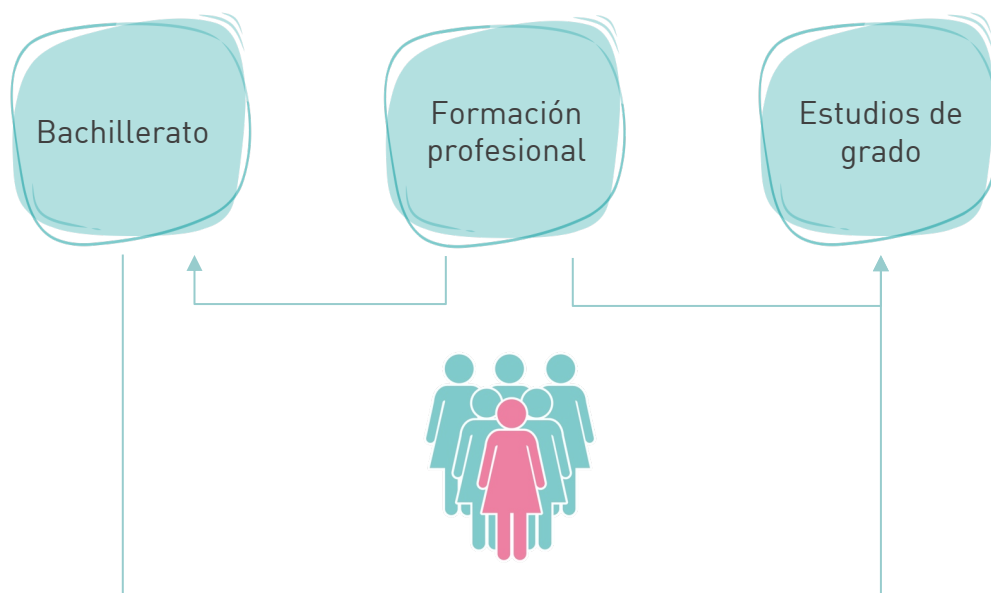 Bachillerato
Formación
profesional
Estudios de
grado